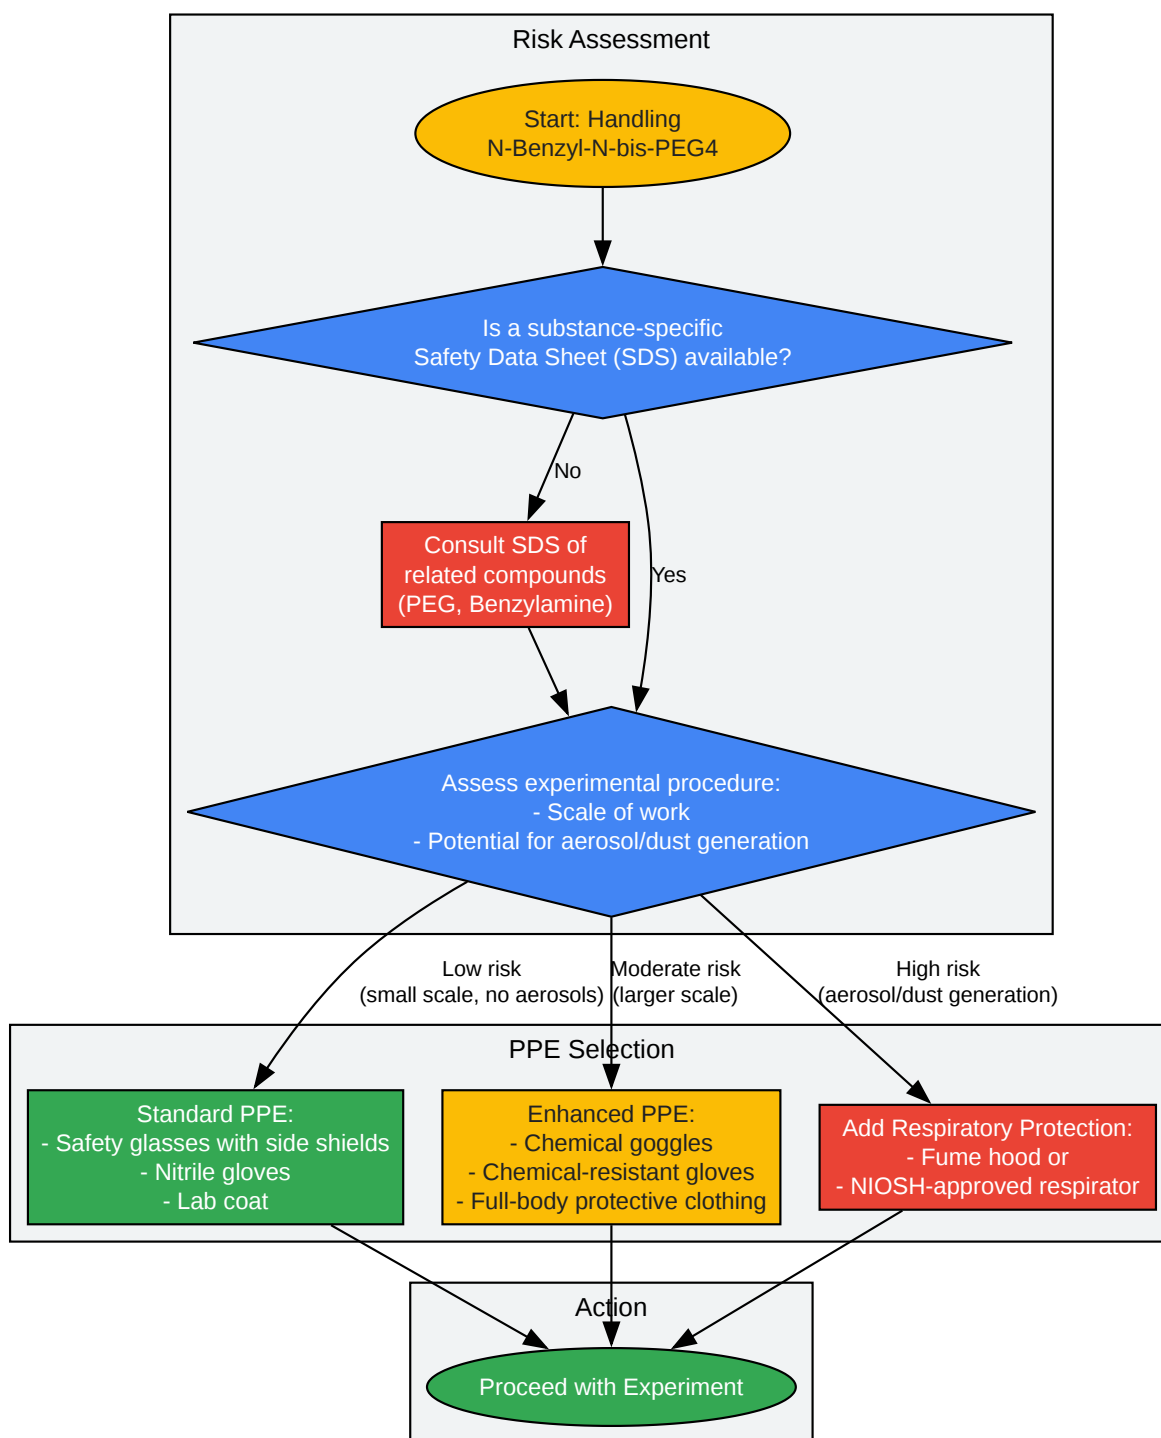 Risk Assessment
Start: Handling
N-Benzyl-N-bis-PEG4
Is a substance-specific
Safety Data Sheet (SDS) available?
No
Consult SDS of
related compounds
(PEG, Benzylamine)
Yes
Assess experimental procedure:
- Scale of work
- Potential for aerosol/dust generation
Low risk
(small scale, no aerosols)
Moderate risk
(larger scale)
High risk
(aerosol/dust generation)
PPE Selection
Standard PPE:
- Safety glasses with side shields
- Nitrile gloves
- Lab coat
Enhanced PPE:
- Chemical goggles
- Chemical-resistant gloves
- Full-body protective clothing
Add Respiratory Protection:
- Fume hood or
- NIOSH-approved respirator
Action
Proceed with Experiment